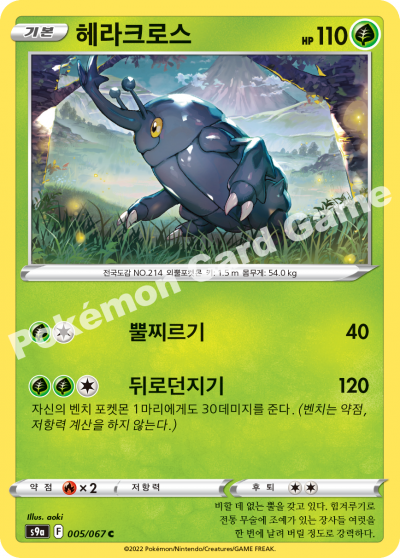 기본 헤라크로스 HP 110
전국도감 NO.214 외뿔포켓몬 키: 1.5 m 몸무게: 54.0 kg
Pokémon Card Game
뿔찌르기 40
뒤로던지기 120
자신의 벤치 포켓몬 1마리에게도 30데미지를 준다. (벤치는 약점,
저항력 계산을 하지 않는다.)
약점 ×2 저항력 후퇴
Illus. aoki
s9a F 005/067 C
비할 데 없는 뿔을 갖고 있다. 힘겨루기로
전통 무술에 조예가 있는 장사들 여럿을
한 번에 날려 버릴 정도로 강력하다.
©2022 Pokémon/Nintendo/Creatures/GAME FREAK.